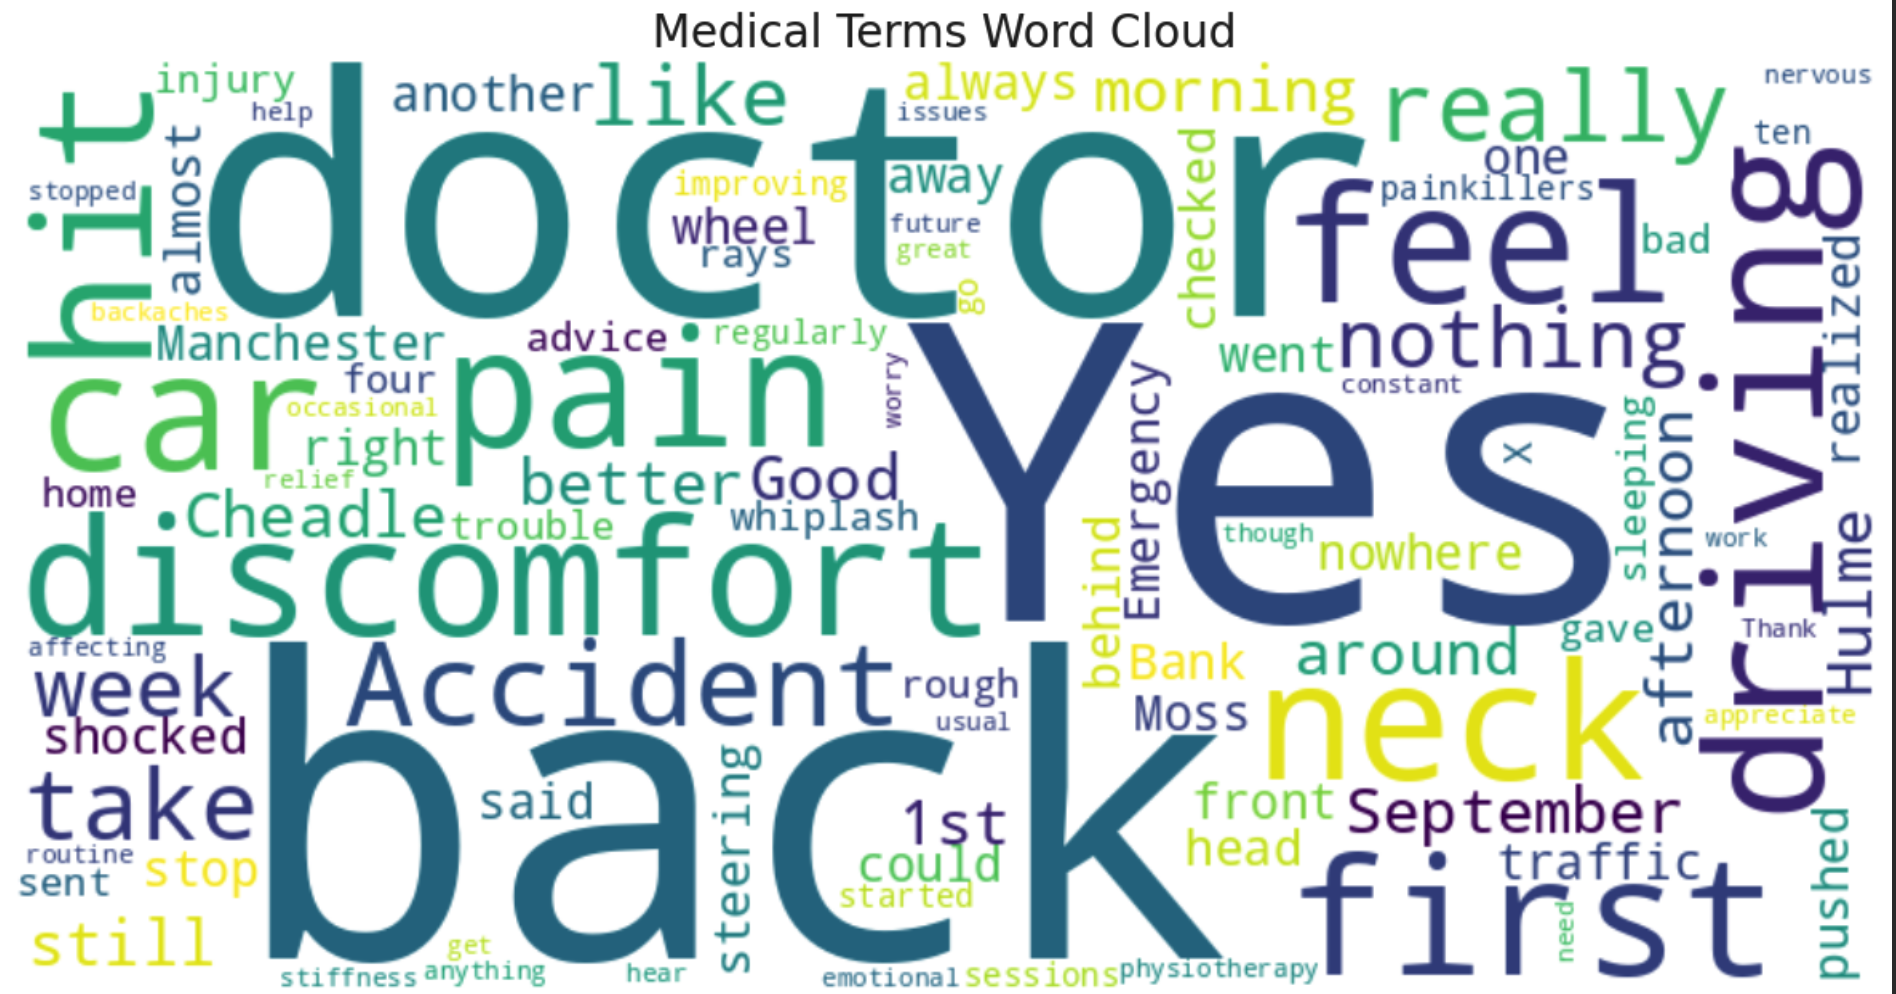 Medical Terms Word Cloud
injury
help
another
like
always
morning
really
nervous
issues
ten
hit
stopped
almost
doctor
improving
away
checked
one
painkillers
feel
wheel
rays
future
great
go
bad
driving
realized
backaches
Manchester
advice
regularly
went
nothing
constant
car
four
occasional
right
relief
pain
worry
Yes
Emergency
x
sleeping
afternoon
home
Cheadle
trouble
better
Good
whiplash
though
nowhere
work
discomfort
behind
Hulme
Thank
affecting
week
shocked
Accident
rough
usual
Bank
Moss
around
gave
neck
appreciate
take
back
said
steering
1st
could
started
front
head
September
traffic
routine
sent
stop
still
first
need
pushed
get
stiffness
anything
hear
emotional
sessions
physiotherapy